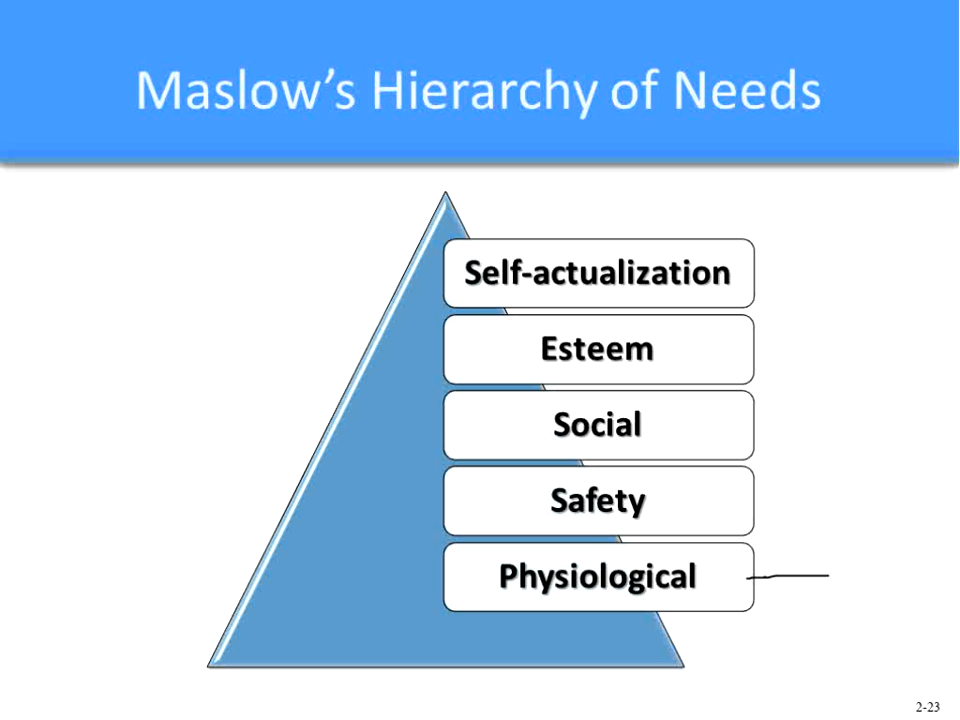 Maslow’s Hierarchy of Needs
Self-actualization
Esteem
Social
Safety
Physiological
2-23